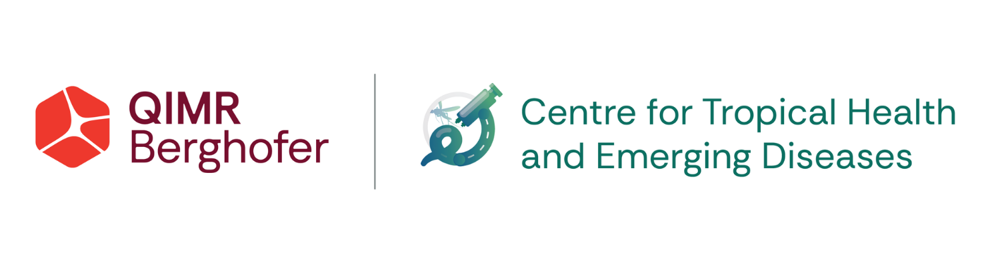 QIMR
Berghofer
Centre for Tropical Health
and Emerging Diseases